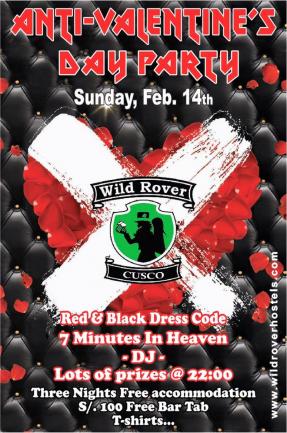 ANTI-VALENTINE'S
DAY PARTY
Sunday, Feb. 14th
Wild Rover
CUSCO
Red & Black Dress Code
7 Minutes In Heaven
- DJ -
Lots of prizes @ 22:00
Three Nights Free accommodation
S/. 100 Free Bar Tab
T-shirts...
www.wildroverhostels.com